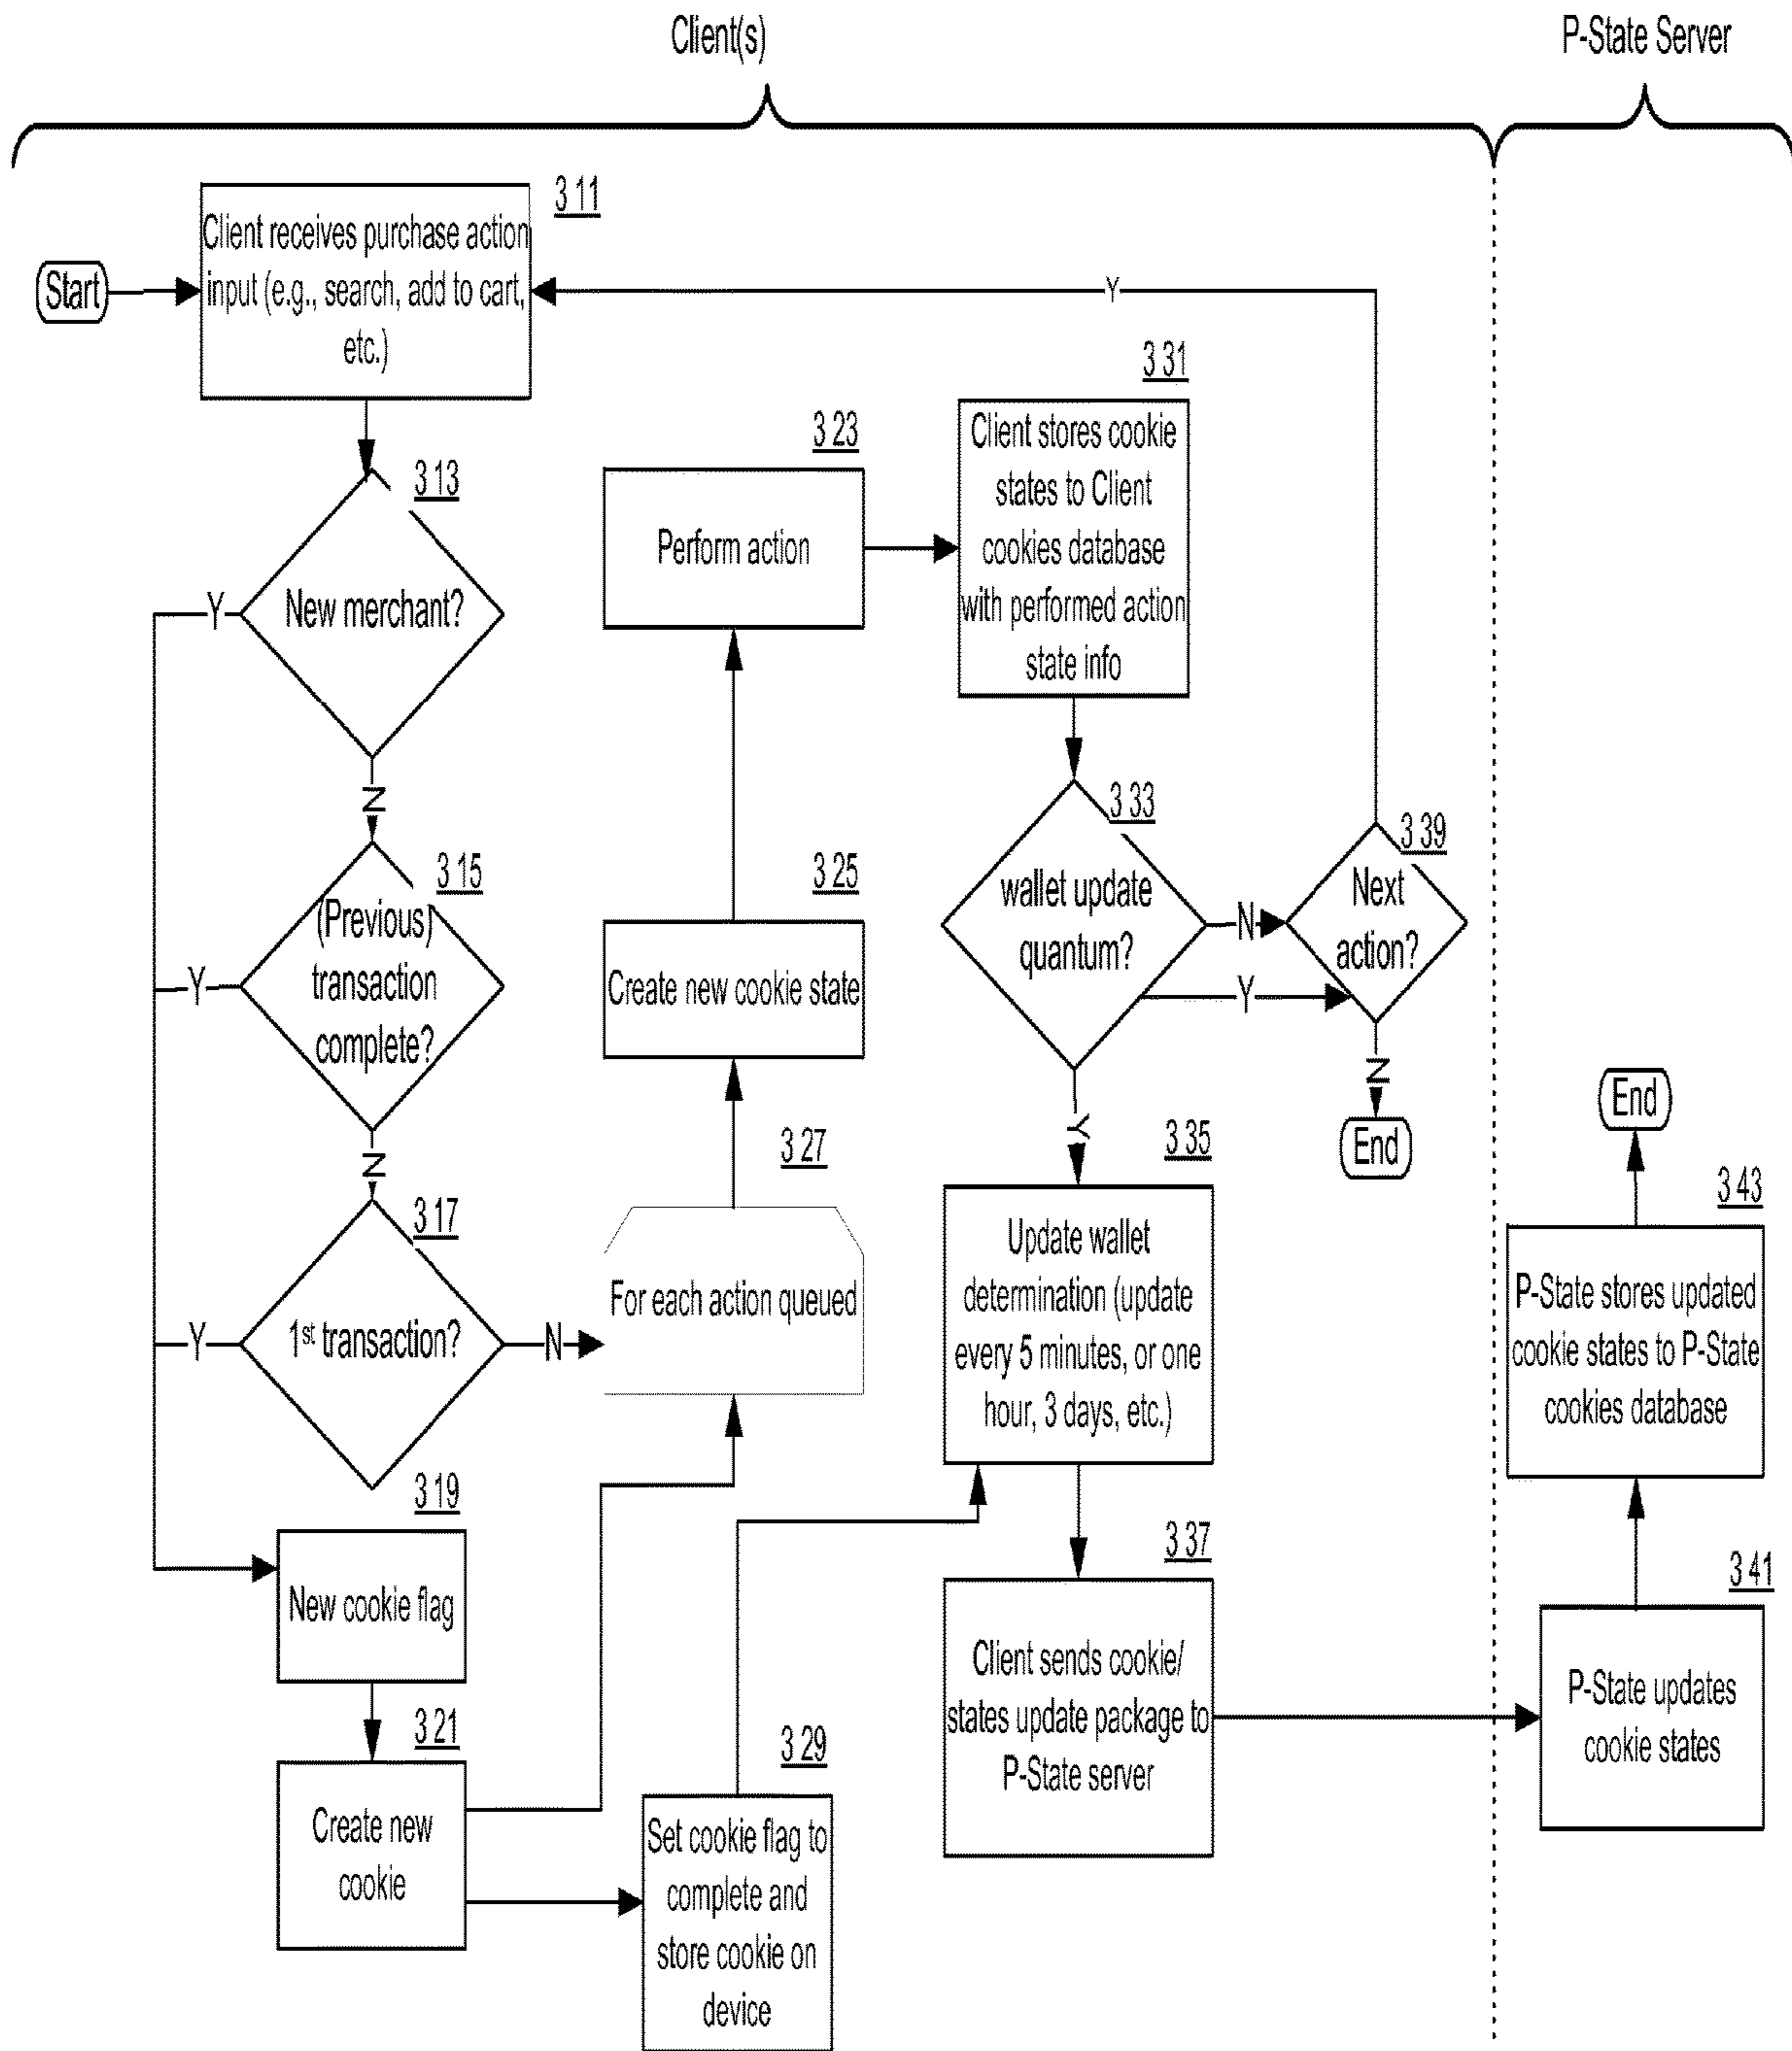 Client(s)
P-State Server
3 11
Client receives purchase action
input (e.g., search, add to cart,
etc.)
Start
Y
3 31
Client stores cookie
states to Client
cookies database
with performed action
state info
3 23
Perform action
3 13
New merchant?
Y
N
3 15
(Previous)
transaction
complete?
Y
N
3 25
Create new cookie state
3 33
wallet update
quantum?
N
Y
Y
3 39
Next
action?
N
End
End
3 27
For each action queued
3 17
1st transaction?
Y
N
3 35
Update wallet
determination (update
every 5 minutes, or one
hour, 3 days, etc.)
3 43
P-State stores updated
cookie states to P-State
cookies database
3 19
New cookie flag
3 37
Client sends cookie/
states update package to
P-State server
3 41
P-State updates
cookie states
3 21
Create new
cookie
3 29
Set cookie flag to
complete and
store cookie on
device